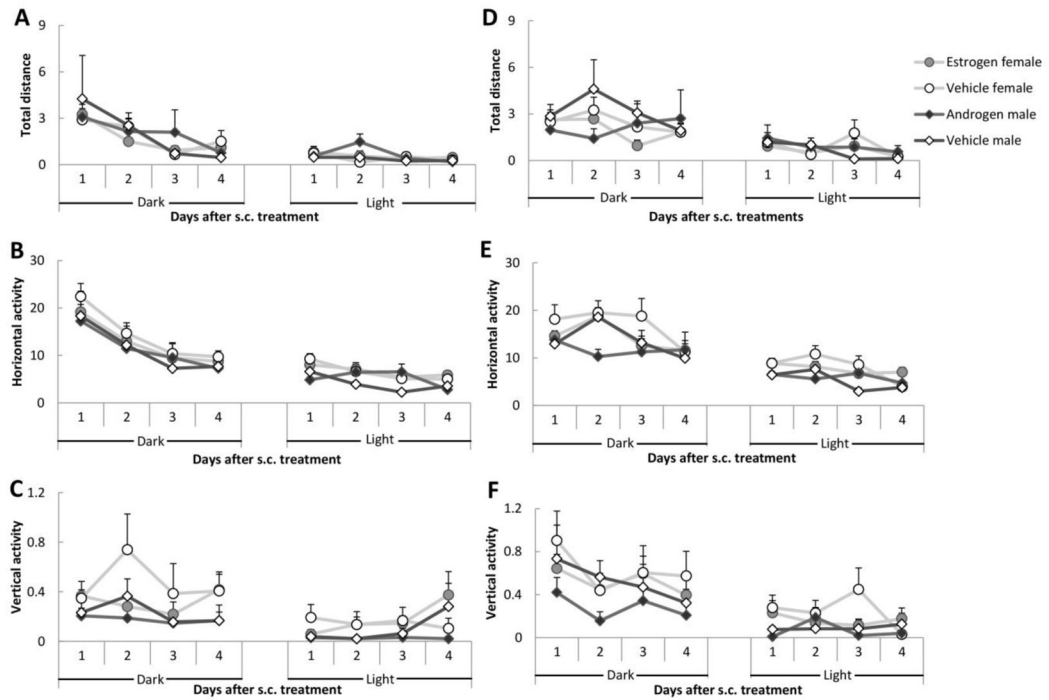 A
Total distance
9
6
3
0
1 2 3 4 1 2 3 4
Dark Light
Days after s.c. treatment
D
Total distance
9
6
3
0
1 2 3 4 1 2 3 4
Dark Light
Days after s.c. treatments
Estrogen female
Vehicle female
Androgen male
Vehicle male
B
Horizontal activity
30
20
10
0
1 2 3 4 1 2 3 4
Dark Light
Days after s.c. treatment
E
Horizontal activity
30
20
10
0
1 2 3 4 1 2 3 4
Dark Light
Days after s.c. treatment
C
Vertical activity
1.2
0.8
0.4
0
1 2 3 4 1 2 3 4
Dark Light
Days after s.c. treatment
F
Vertical activity
1.2
0.8
0.4
0
1 2 3 4 1 2 3 4
Dark Light
Days after s.c. treatment